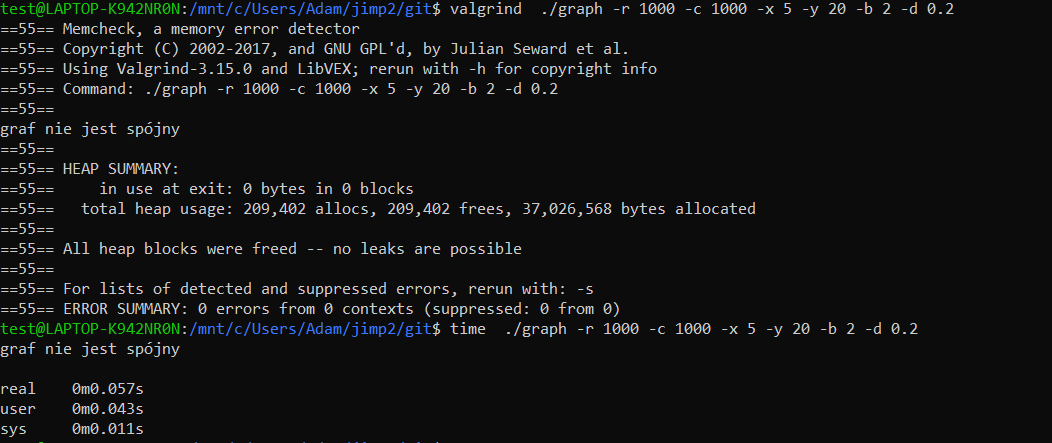 test@LAPTOP-K942NR0N:/mnt/c/Users/Adam/jimp2/git$ valgrind  ./graph -r 1000 -c 1000 -x 5 -y 20 -b 2 -d 0.2
==55== Memcheck, a memory error detector
==55== Copyright (C) 2002-2017, and GNU GPL'd, by Julian Seward et al.
==55== Using Valgrind-3.15.0 and LibVEX; rerun with -h for copyright info
==55== Command: ./graph -r 1000 -c 1000 -x 5 -y 20 -b 2 -d 0.2
==55==
graf nie jest spójny
==55==
==55== HEAP SUMMARY:
==55==     in use at exit: 0 bytes in 0 blocks
==55==   total heap usage: 209,402 allocs, 209,402 frees, 37,026,568 bytes allocated
==55==
==55== All heap blocks were freed -- no leaks are possible
==55==
==55== For lists of detected and suppressed errors, rerun with: -s
==55== ERROR SUMMARY: 0 errors from 0 contexts (suppressed: 0 from 0)
test@LAPTOP-K942NR0N:/mnt/c/Users/Adam/jimp2/git$ time  ./graph -r 1000 -c 1000 -x 5 -y 20 -b 2 -d 0.2
graf nie jest spójny

real    0m0.057s
user    0m0.043s
sys     0m0.011s